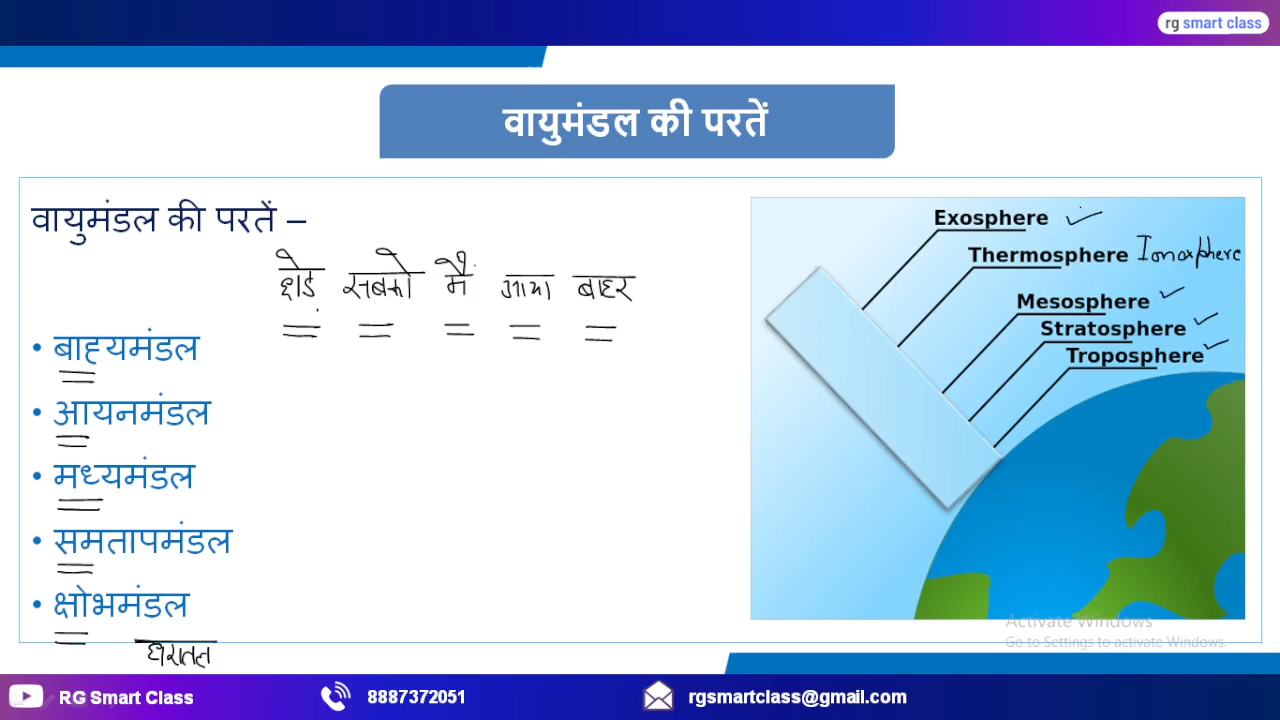 rg smart class
वायुमंडल की परतें
वायुमंडल की परतें –
छोड़े सबको मैं आया बाहर
• बाह्यमंडल
• आयनमंडल
• मध्यमंडल
• समतापमंडल
• क्षोभमंडल
धरातल
Exosphere
Thermosphere Ionosphere
Mesosphere
Stratosphere
Troposphere
Activate Windows
Go to Settings to activate Windows.
RG Smart Class 8887372051 rgsmartclass@gmail.com